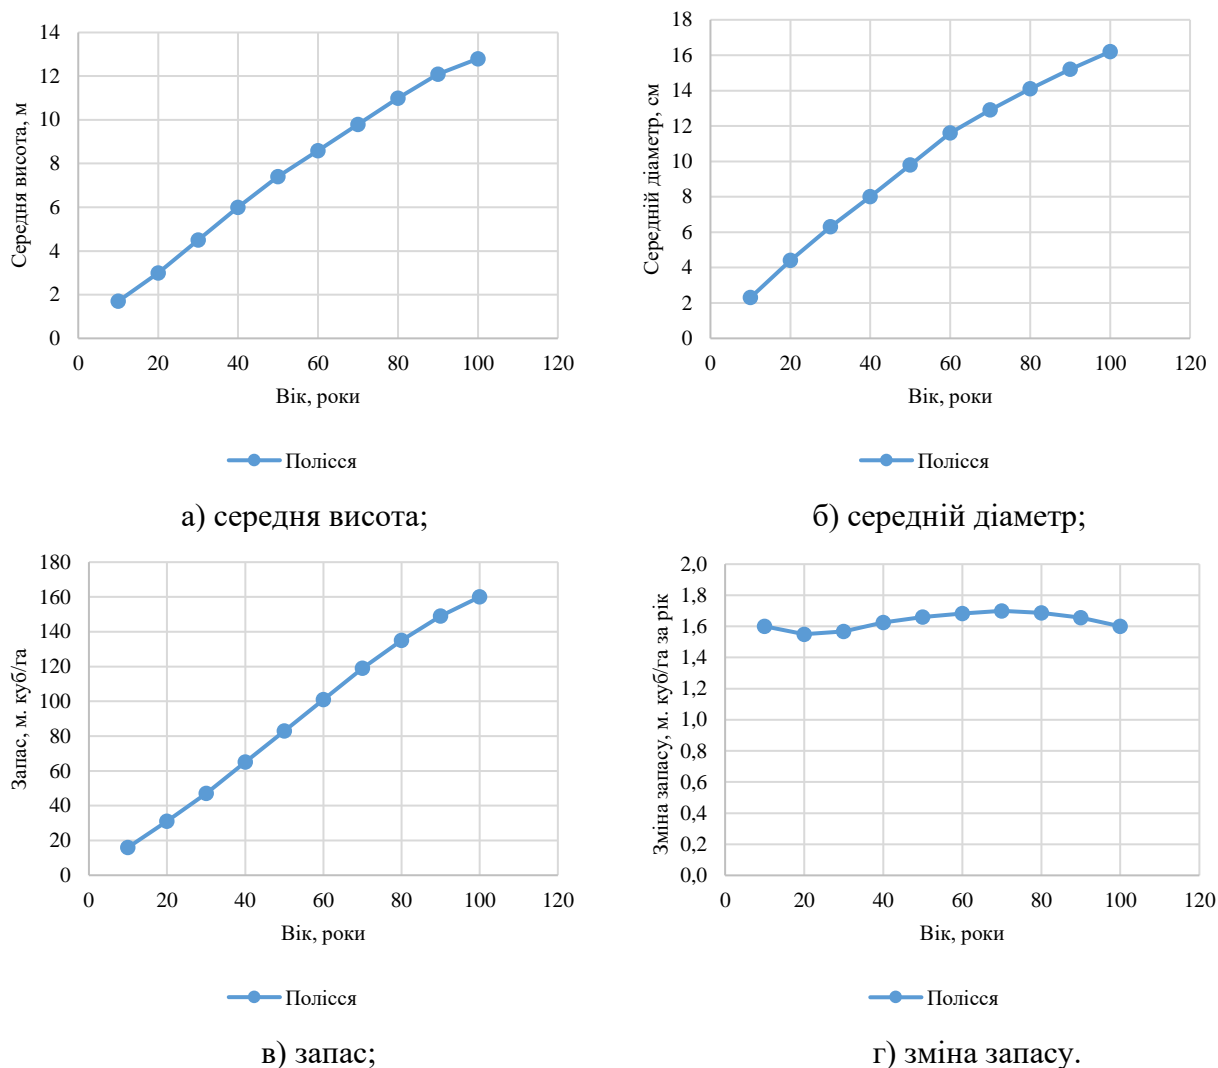 14
12
10
8
6
4
2
0
0 20 40 60 80 100 120
Середня висота, м
Вік, роки
Полісся
а) середня висота;
18
16
14
12
10
8
6
4
2
0
0 20 40 60 80 100 120
Середній діаметр, см
Вік, роки
Полісся
б) середній діаметр;
180
160
140
120
100
80
60
40
20
0
0 20 40 60 80 100 120
Запас, м. куб/га
Вік, роки
Полісся
в) запас;
2,0
1,8
1,6
1,4
1,2
1,0
0,8
0,6
0,4
0,2
0,0
0 20 40 60 80 100 120
Зміна запасу, м. куб/га за рік
Вік, роки
Полісся
г) зміна запасу.